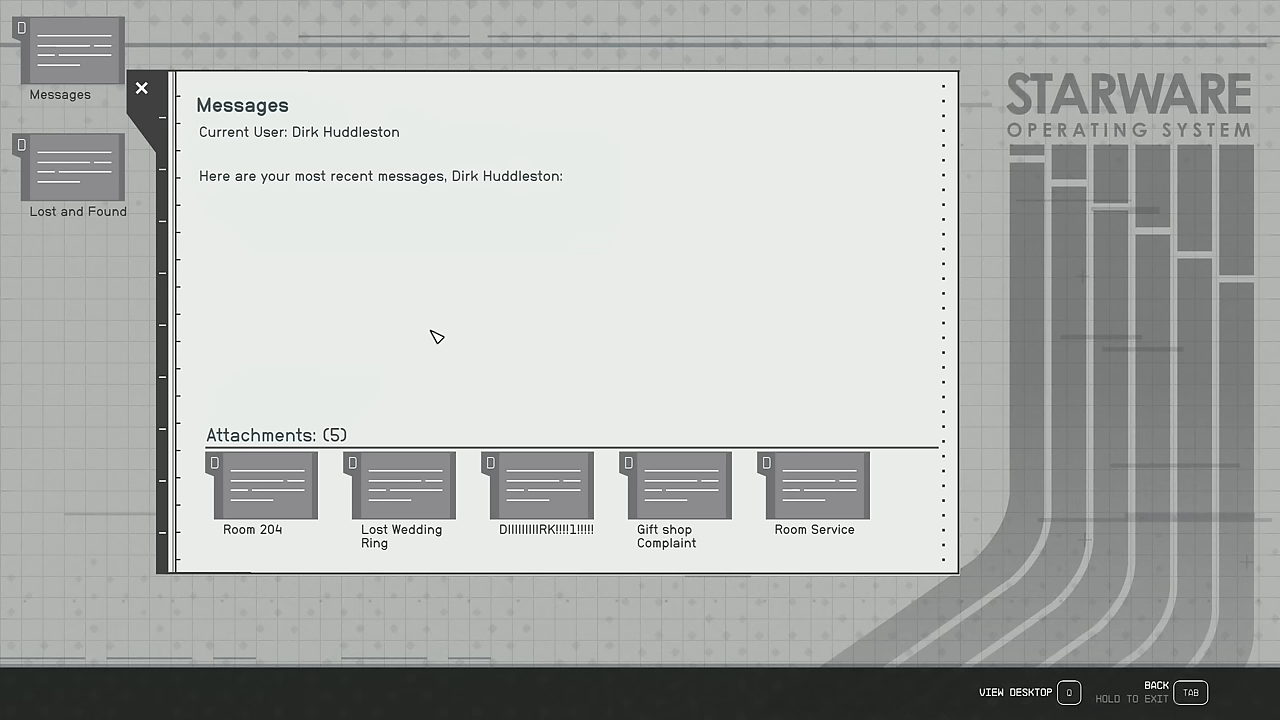 D
Messages
D
Lost and Found
Messages
Current User: Dirk Huddleston
Here are your most recent messages, Dirk Huddleston:
Attachments: (5)
D
Room 204
D
Lost Wedding
Ring
D
DIIIIIIIIRK!!!!1!!!!!
D
Gift shop
Complaint
D
Room Service
STARWARE
OPERATING SYSTEM
VIEW DESKTOP Q
BACK
HOLD TO EXIT TAB